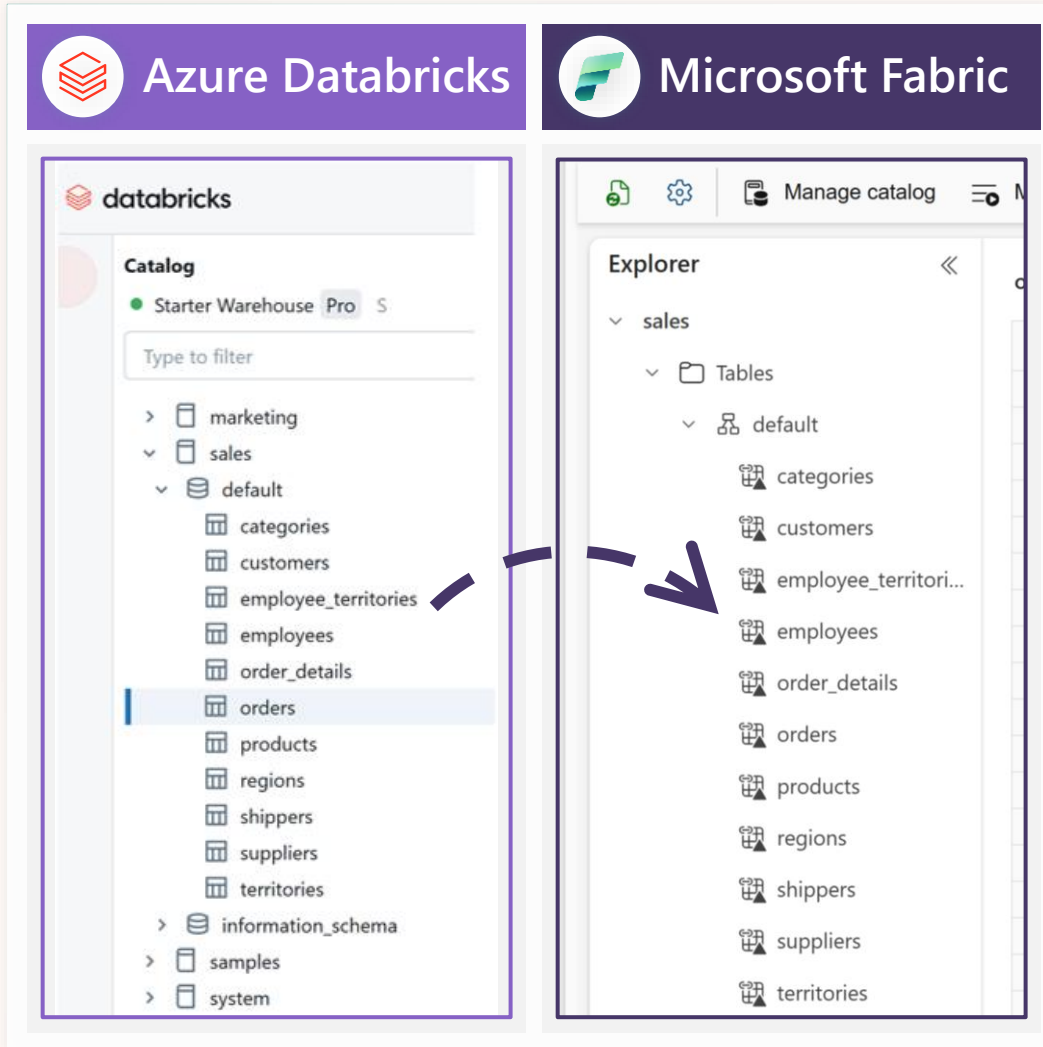 Azure Databricks
Microsoft Fabric
databricks
Catalog
Starter Warehouse Pro S
Type to filter
marketing
sales
default
categories
customers
employee_territories
employees
order_details
orders
products
regions
shippers
suppliers
territories
information_schema
samples
system
Manage catalog
Explorer
sales
Tables
default
categories
customers
employee_territori...
employees
order_details
orders
products
regions
shippers
suppliers
territories